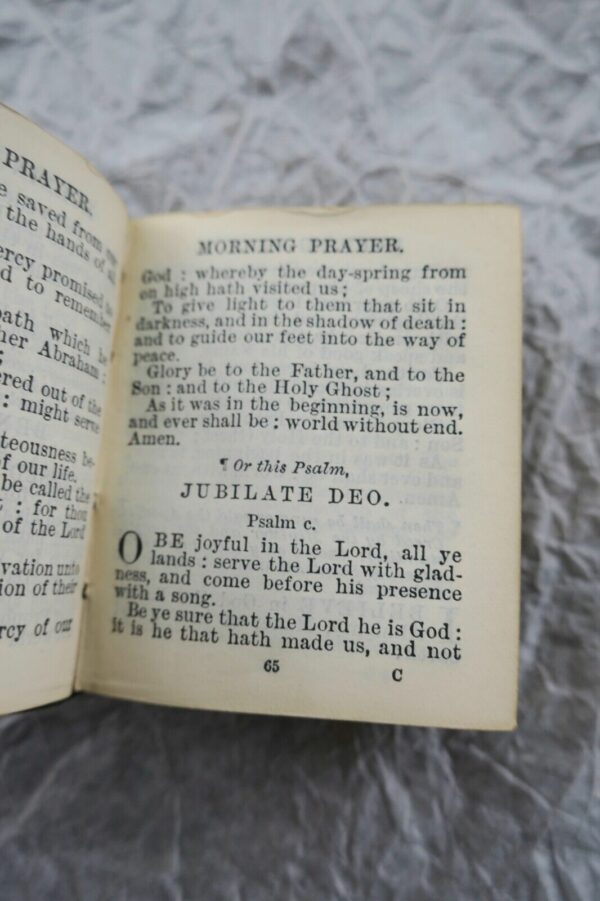 PRAYER.
e saved from our
the hands of all
ercy promised to
d to remember
oath which he
ther Abraham :
;
ered out of the
: might serve
teousness be-
f our life.
be called the
t : for thou
of the Lord
vation unto
ion of their
rcy of our
MORNING PRAYER.
God : whereby the day-spring from
on high hath visited us ;
To give light to them that sit in
darkness, and in the shadow of death :
and to guide our feet into the way of
peace.
Glory be to the Father, and to the
Son : and to the Holy Ghost ;
As it was in the beginning, is now,
and ever shall be : world without end.
Amen.
¶ Or this Psalm,
JUBILATE DEO.
Psalm c.
O BE joyful in the Lord, all ye
lands : serve the Lord with glad-
ness, and come before his presence
with a song.
Be ye sure that the Lord he is God :
it is he that hath made us, and not
65
C